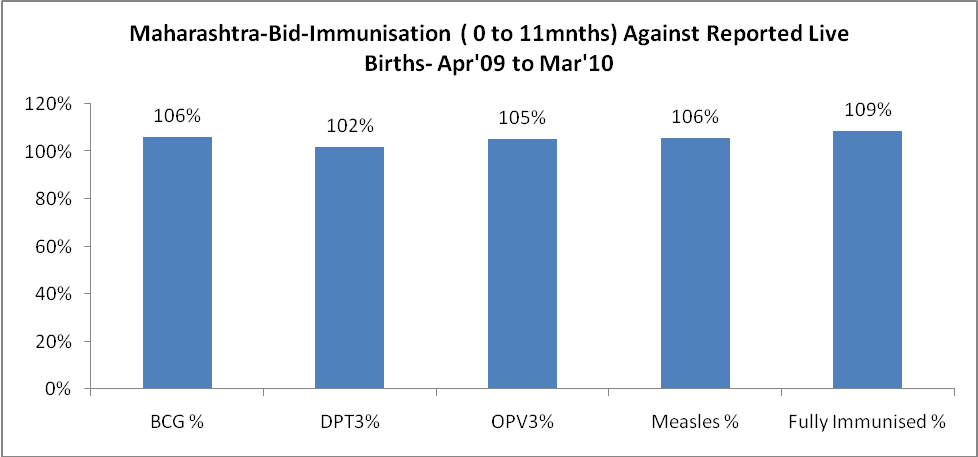 Maharashtra-Bid-Immunisation ( 0 to 11mnths) Against Reported Live
Births- Apr'09 to Mar'10
120%
100%
80%
60%
40%
20%
0%
106%
102%
105%
106%
109%
BCG %
DPT3%
OPV3%
Measles %
Fully Immunised %